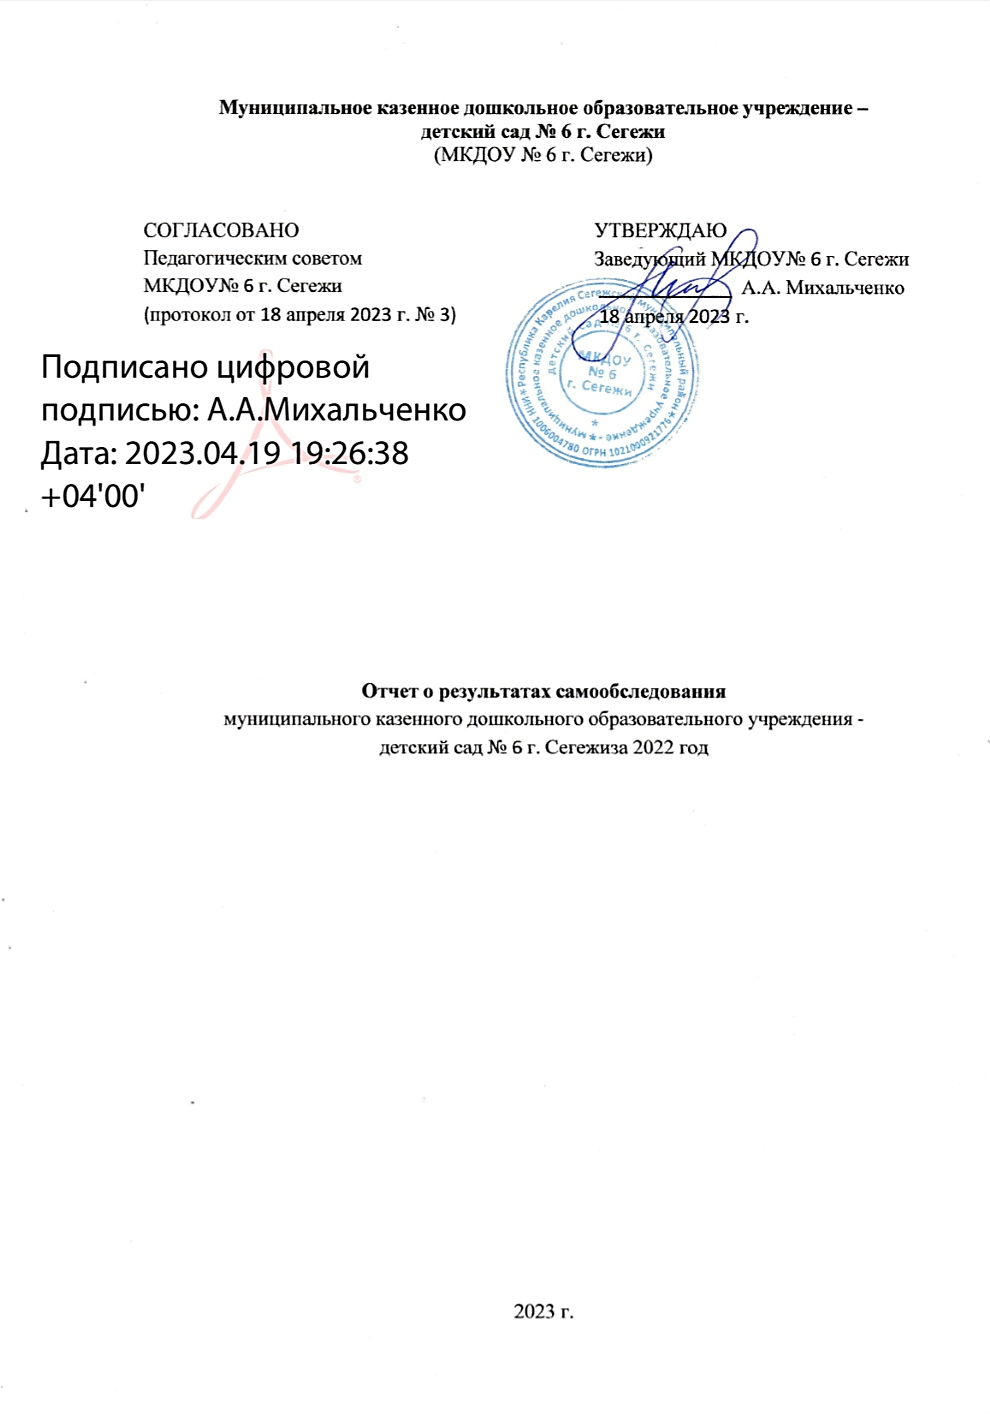 Муниципальное казенное дошкольное образовательное учреждение –
детский сад № 6 г. Сегежи
(МКДОУ № 6 г. Сегежи)
СОГЛАСОВАНО
Педагогическим советом
МКДОУ№ 6 г. Сегежи
(протокол от 18 апреля 2023 г. № 3)
УТВЕРЖДАЮ
Заведующий МКДОУ№ 6 г. Сегежи
А.А. Михальченко
18 апреля 2023 г.
МКДОУ
№ 6
г. Сегежи
Подписано цифровой
подписью: А.А.Михальченко
Дата: 2023.04.19 19:26:38
+04'00'
Отчет о результатах самообследования
муниципального казенного дошкольного образовательного учреждения -
детский сад № 6 г. Сегежиза 2022 год
2023 г.